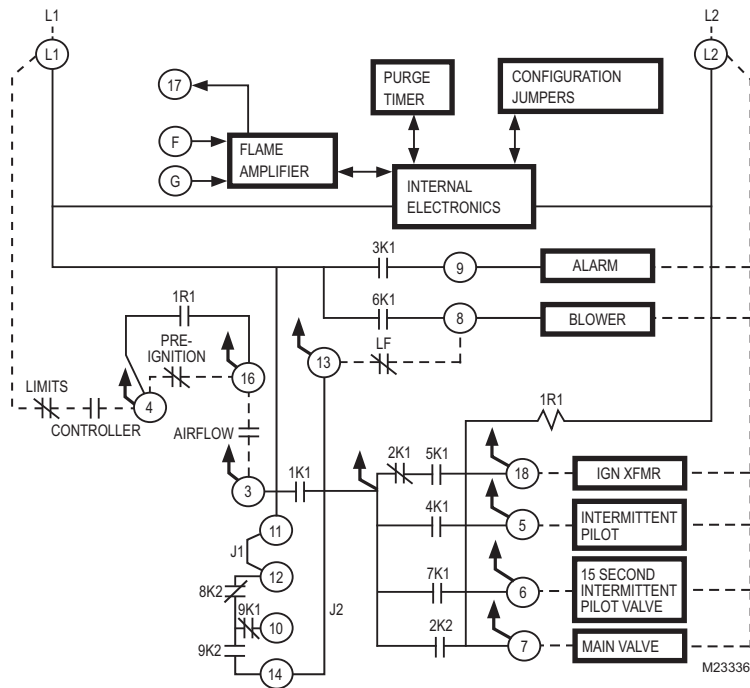 L1
L2
L1
L2
17
F
G
FLAME
AMPLIFIER
PURGE
TIMER
CONFIGURATION
JUMPERS
INTERNAL
ELECTRONICS
3K1
9
ALARM
6K1
8
BLOWER
1R1
PRE-
IGNITION
16
13
LF
LIMITS
4
CONTROLLER
AIRFLOW
1R1
3
1K1
2K1
5K1
18
IGN XFMR
4K1
5
INTERMITTENT
PILOT
11
J1
12
8K2
9K1
10
9K2
14
J2
7K1
6
15 SECOND
INTERMITTENT
PILOT VALVE
2K2
7
MAIN VALVE
M23336